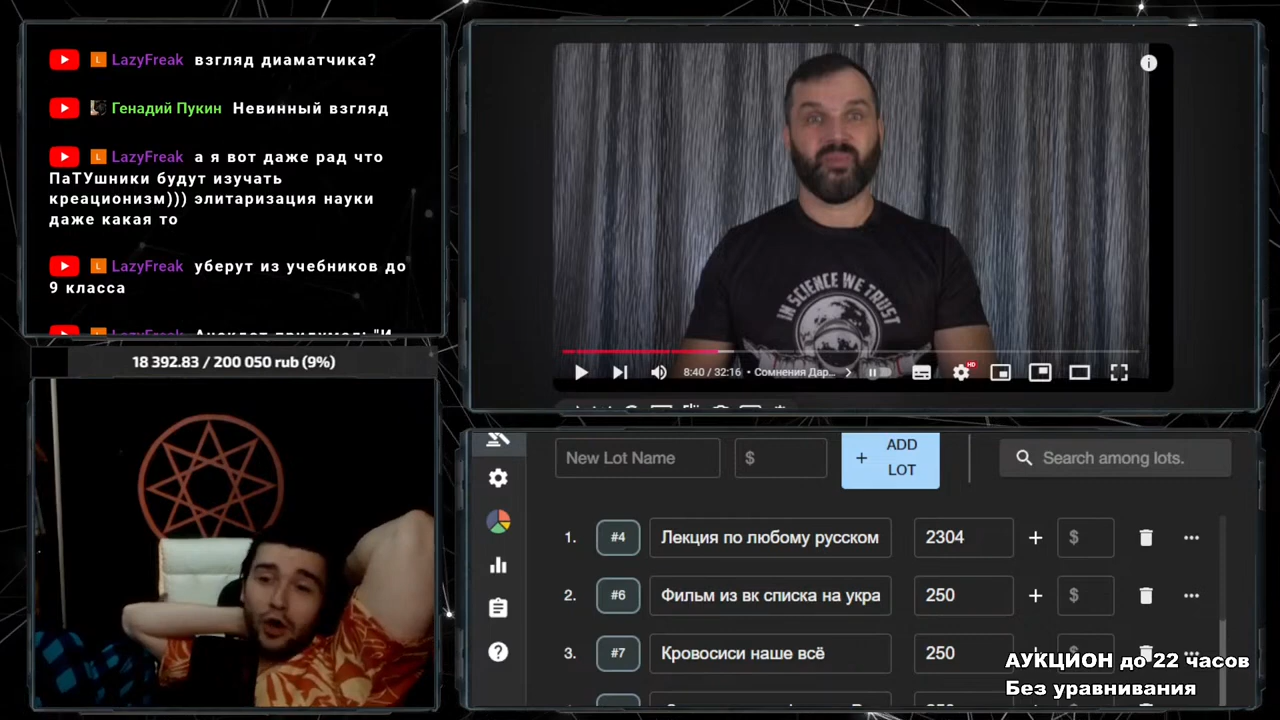 LazyFreak взгляд диаматчика?
Генадий Пукин Невинный взгляд
LazyFreak а я вот даже рад что
ПаТУшники будут изучать
креационизм))) элитаризация науки
даже какая то
LazyFreak уберут из учебников до
9 класса
18 392.83 / 200 050 rub (9%)
IN SCIENCE WE TRUST
8:40 / 32:16 • Сомнения Дар...
HD
New Lot Name
$
+ ADD
LOT
Search among lots.
1. #4 Лекция по любому русском 2304 + $
2. #6 Фильм из вк списка на укра 250 + $
3. #7 Кровосиси наше всё 250 + $
АУКЦИОН до 22 часов
Без уравнивания